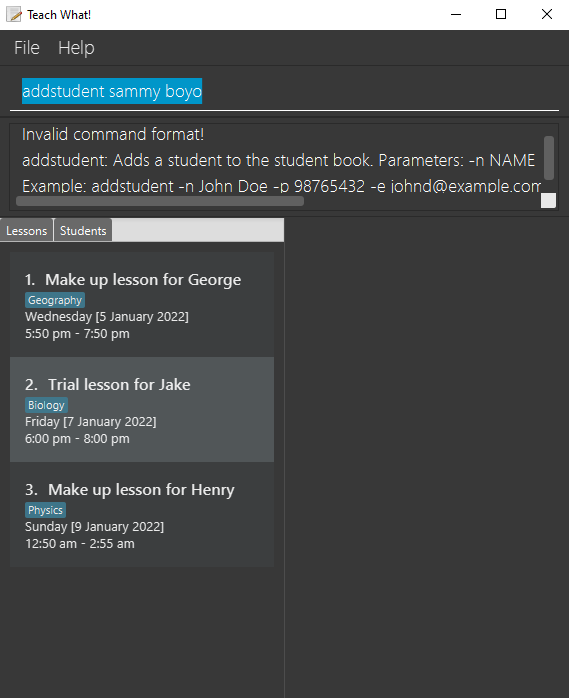 Teach What!
File Help
addstudent sammy boyo
Invalid command format!
addstudent: Adds a student to the student book. Parameters: -n NAME
Example: addstudent -n John Doe -p 98765432 -e johnd@example.com
Lessons Students
1. Make up lesson for George
Geography
Wednesday [5 January 2022]
5:50 pm - 7:50 pm
2. Trial lesson for Jake
Biology
Friday [7 January 2022]
6:00 pm - 8:00 pm
3. Make up lesson for Henry
Physics
Sunday [9 January 2022]
12:50 am - 2:55 am